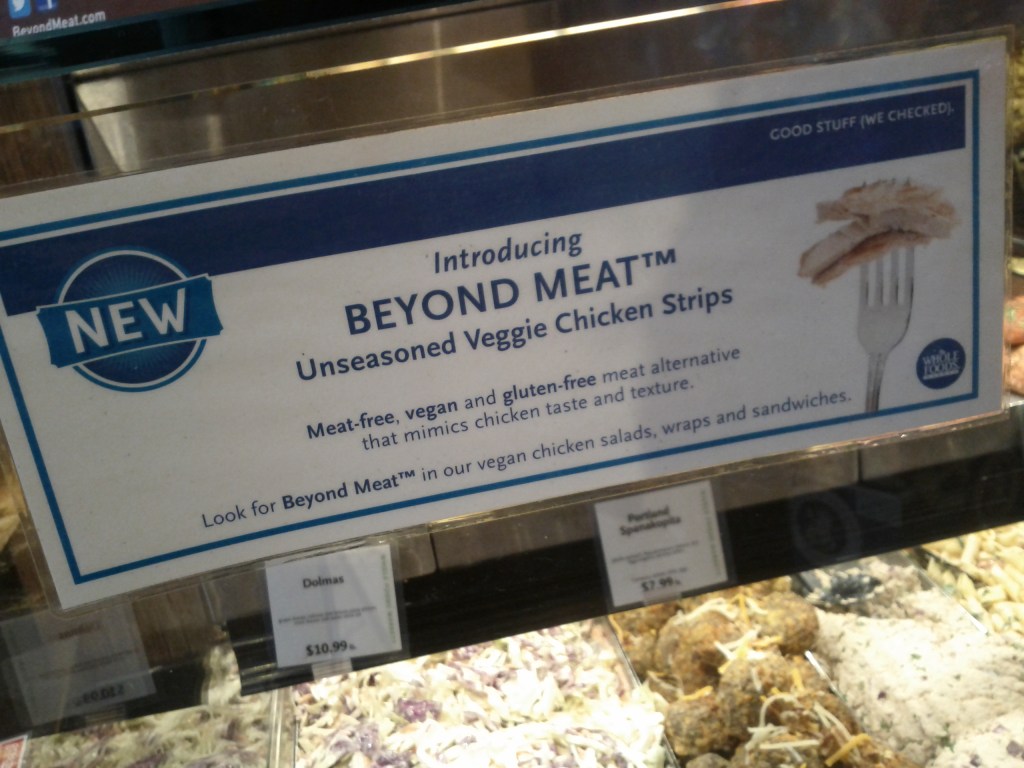 BeyondMeat.com
GOOD STUFF (WE CHECKED).
NEW
Introducing
BEYOND MEAT™
Unseasoned Veggie Chicken Strips
Meat-free, vegan and gluten-free meat alternative
that mimics chicken taste and texture.
Look for Beyond Meat™ in our vegan chicken salads, wraps and sandwiches.
WHOLE
FOODS
Dolmas
$10.99
Portland
Spanakopita
$7.99